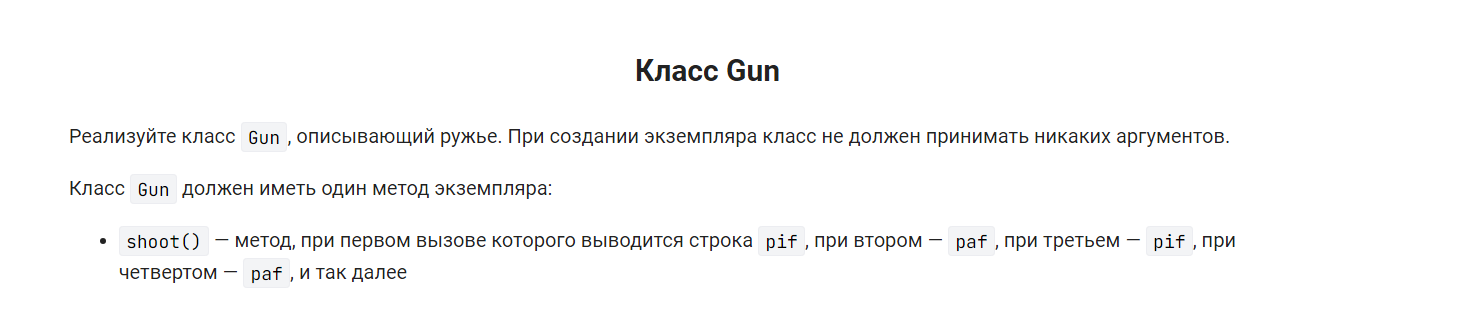 Класс Gun
Реализуйте класс Gun, описывающий ружье. При создании экземпляра класс не должен принимать никаких аргументов.
Класс Gun должен иметь один метод экземпляра:
• shoot() — метод, при первом вызове которого выводится строка pif, при втором — paf, при третьем — pif, при
четвертом — paf, и так далее